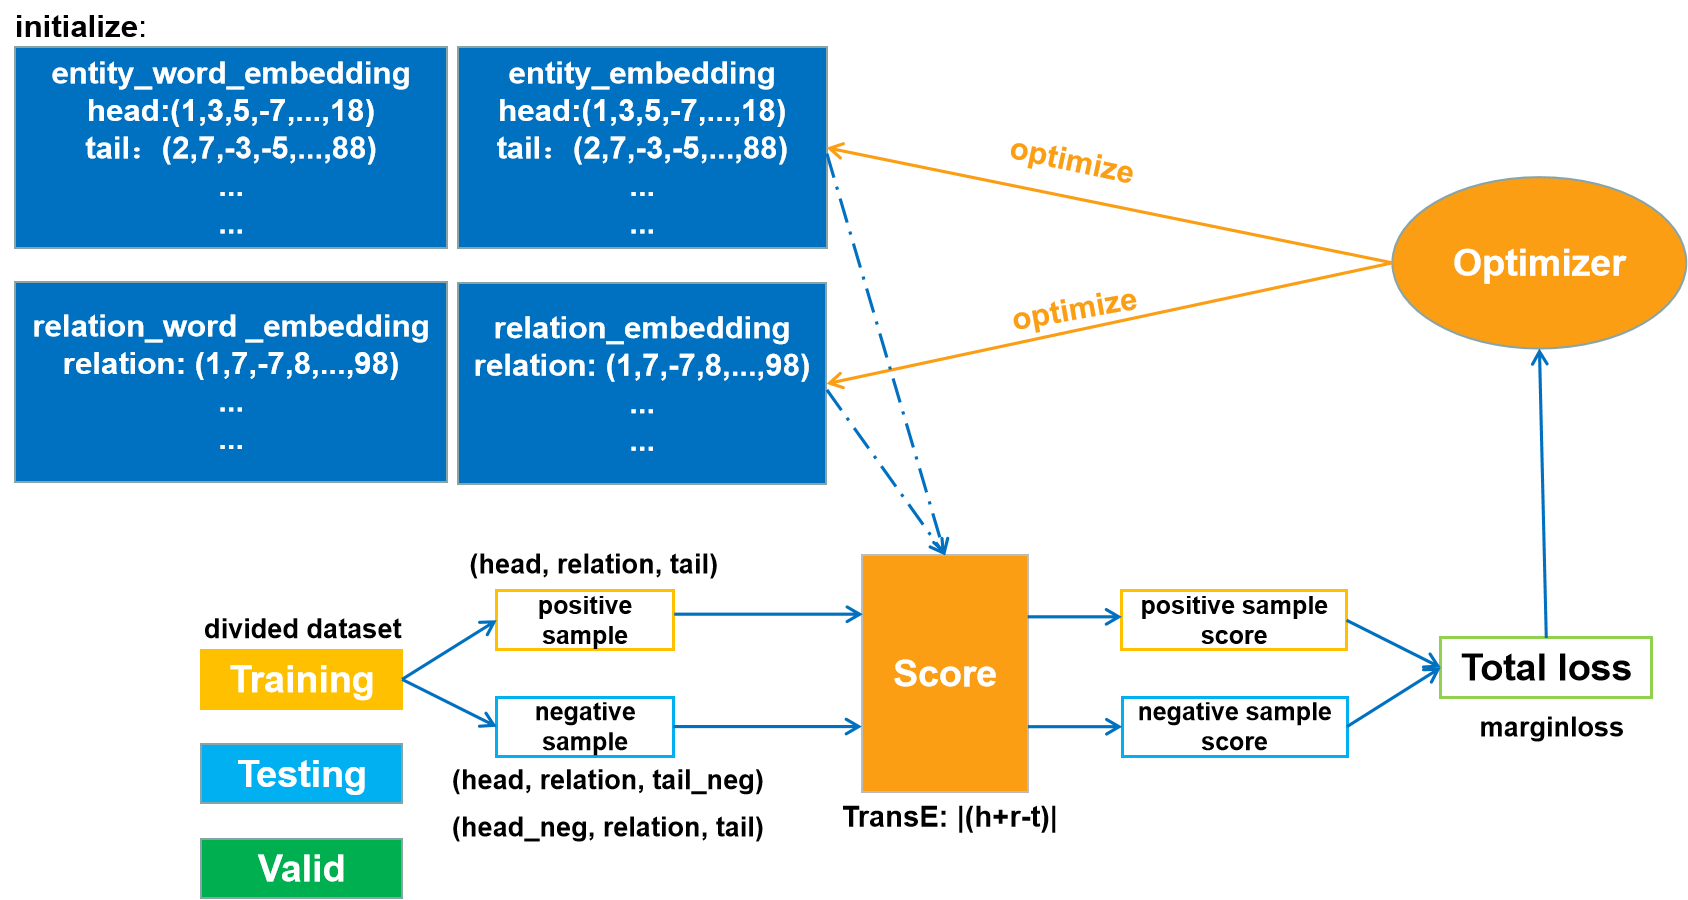 initialize:
entity_word_embedding
head:(1,3,5,-7,...,18)
tail：(2,7,-3,-5,...,88)
...
...
entity_embedding
head:(1,3,5,-7,...,18)
tail：(2,7,-3,-5,...,88)
...
...
relation_word _embedding
relation: (1,7,-7,8,...,98)
...
...
relation_embedding
relation: (1,7,-7,8,...,98)
...
...
optimize
optimize
Optimizer
(head, relation, tail)
positive
sample
divided dataset
Training
negative
sample
(head, relation, tail_neg)
(head_neg, relation, tail)
Testing
Valid
Score
TransE: |(h+r-t)|
positive sample
score
negative sample
score
Total loss
marginloss